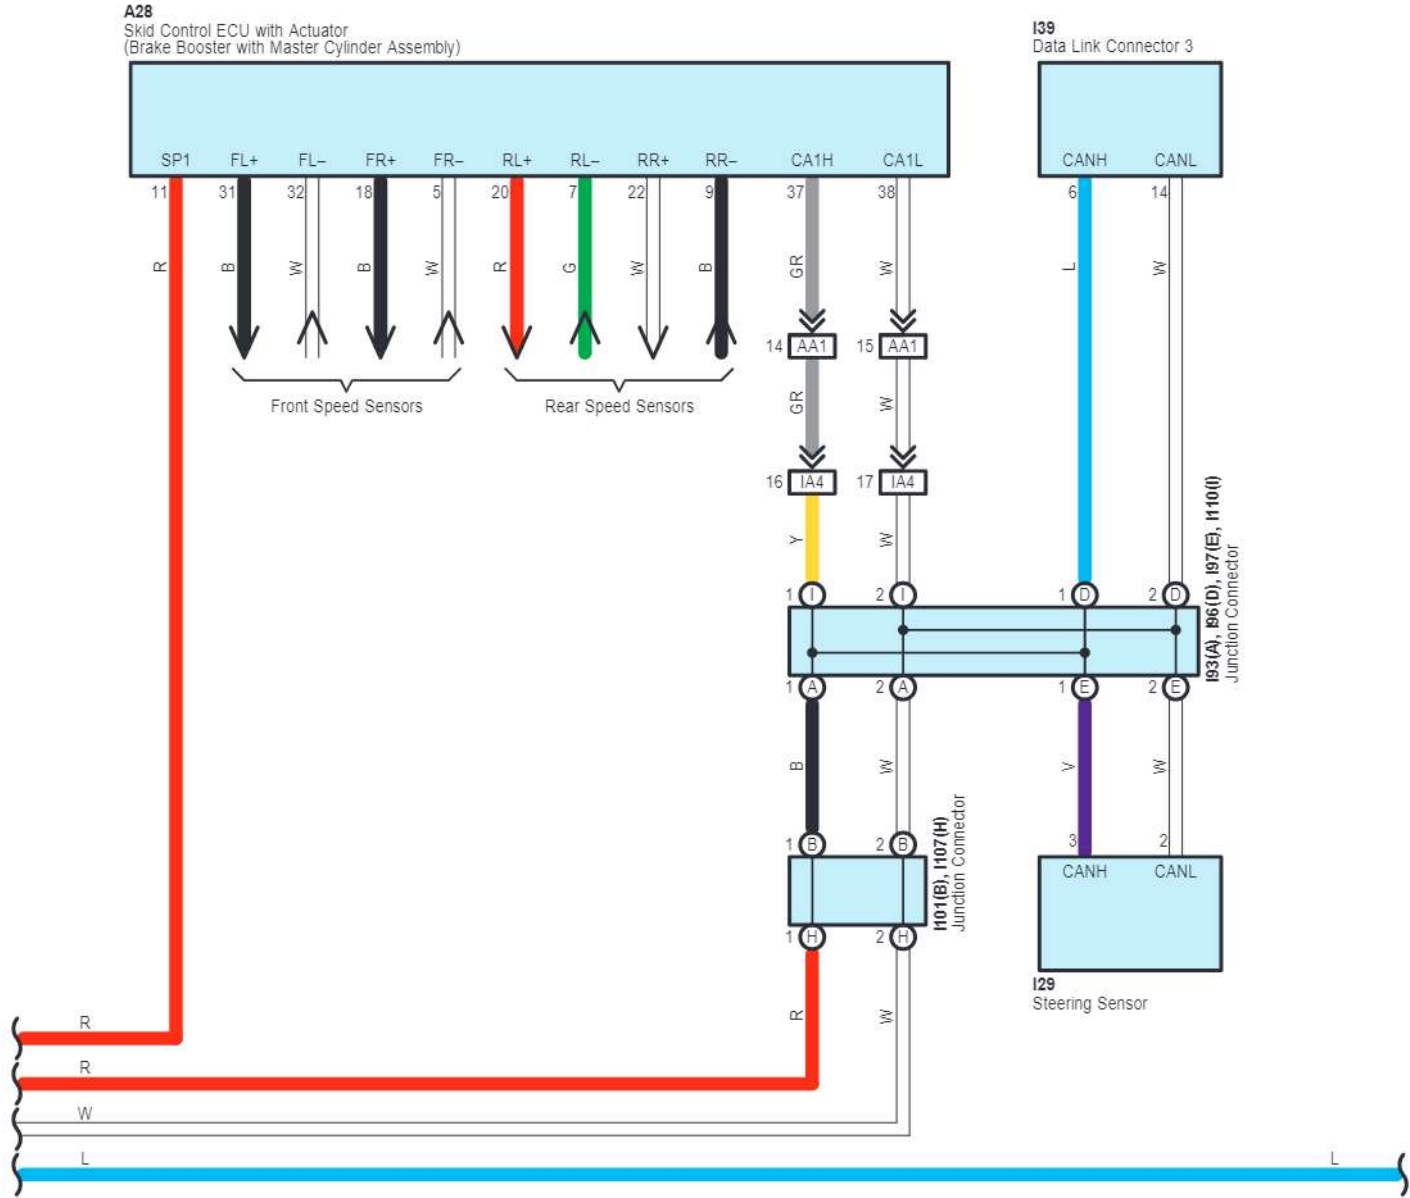 A28
Skid Control ECU with Actuator
(Brake Booster with Master Cylinder Assembly)
I39
Data Link Connector 3
SP1 FL+ FL– FR+ FR– RL+ RL– RR+ RR– CA1H CA1L CANH CANL
11 31 32 18 5 20 7 22 9 37 38 6 14
R B W B W R G W B GR W L W
14 AA1 15 AA1
Front Speed Sensors
Rear Speed Sensors
GR W
16 IA4 17 IA4
Y W
I93(A), I96(D), I97(E), I110(I)
Junction Connector
1 I 2 I 1 D 2 D
1 A 2 A 1 E 2 E
B W V W
1 B 2 B
3 2
CANH CANL
I101(B), I107(H)
Junction Connector
1 H 2 H
I29
Steering Sensor
R W
R
R
W
L L